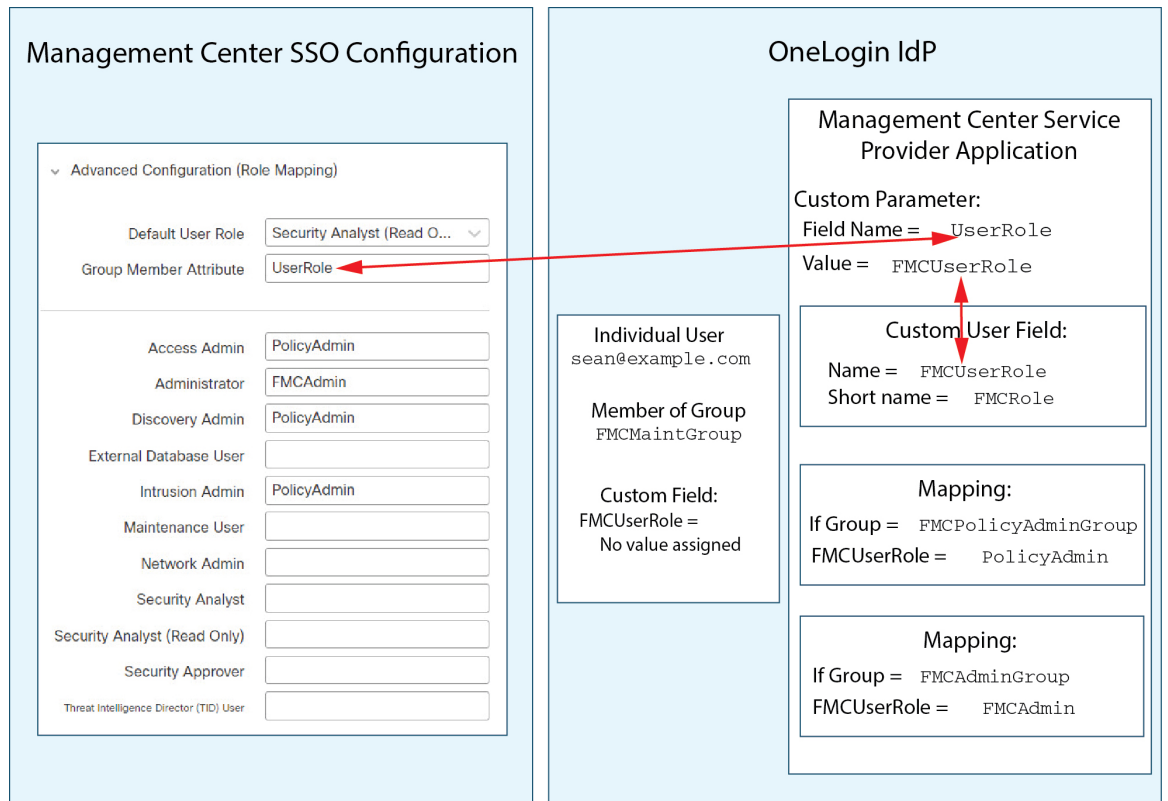 Management Center SSO Configuration
Advanced Configuration (Role Mapping)
Default User Role Security Analyst (Read O...
Group Member Attribute UserRole
Access Admin PolicyAdmin
Administrator FMCAdmin
Discovery Admin PolicyAdmin
External Database User
Intrusion Admin PolicyAdmin
Maintenance User
Network Admin
Security Analyst
Security Analyst (Read Only)
Security Approver
Threat Intelligence Director (TID) User
OneLogin IdP
Individual User
sean@example.com
Member of Group
FMCMaintGroup
Custom Field:
FMCUserRole =
No value assigned
Management Center Service
Provider Application
Custom Parameter:
Field Name = UserRole
Value = FMCUserRole
Custom User Field:
Name = FMCUserRole
Short name = FMCRole
Mapping:
If Group = FMCPolicyAdminGroup
FMCUserRole = PolicyAdmin
Mapping:
If Group = FMCAdminGroup
FMCUserRole = FMCAdmin